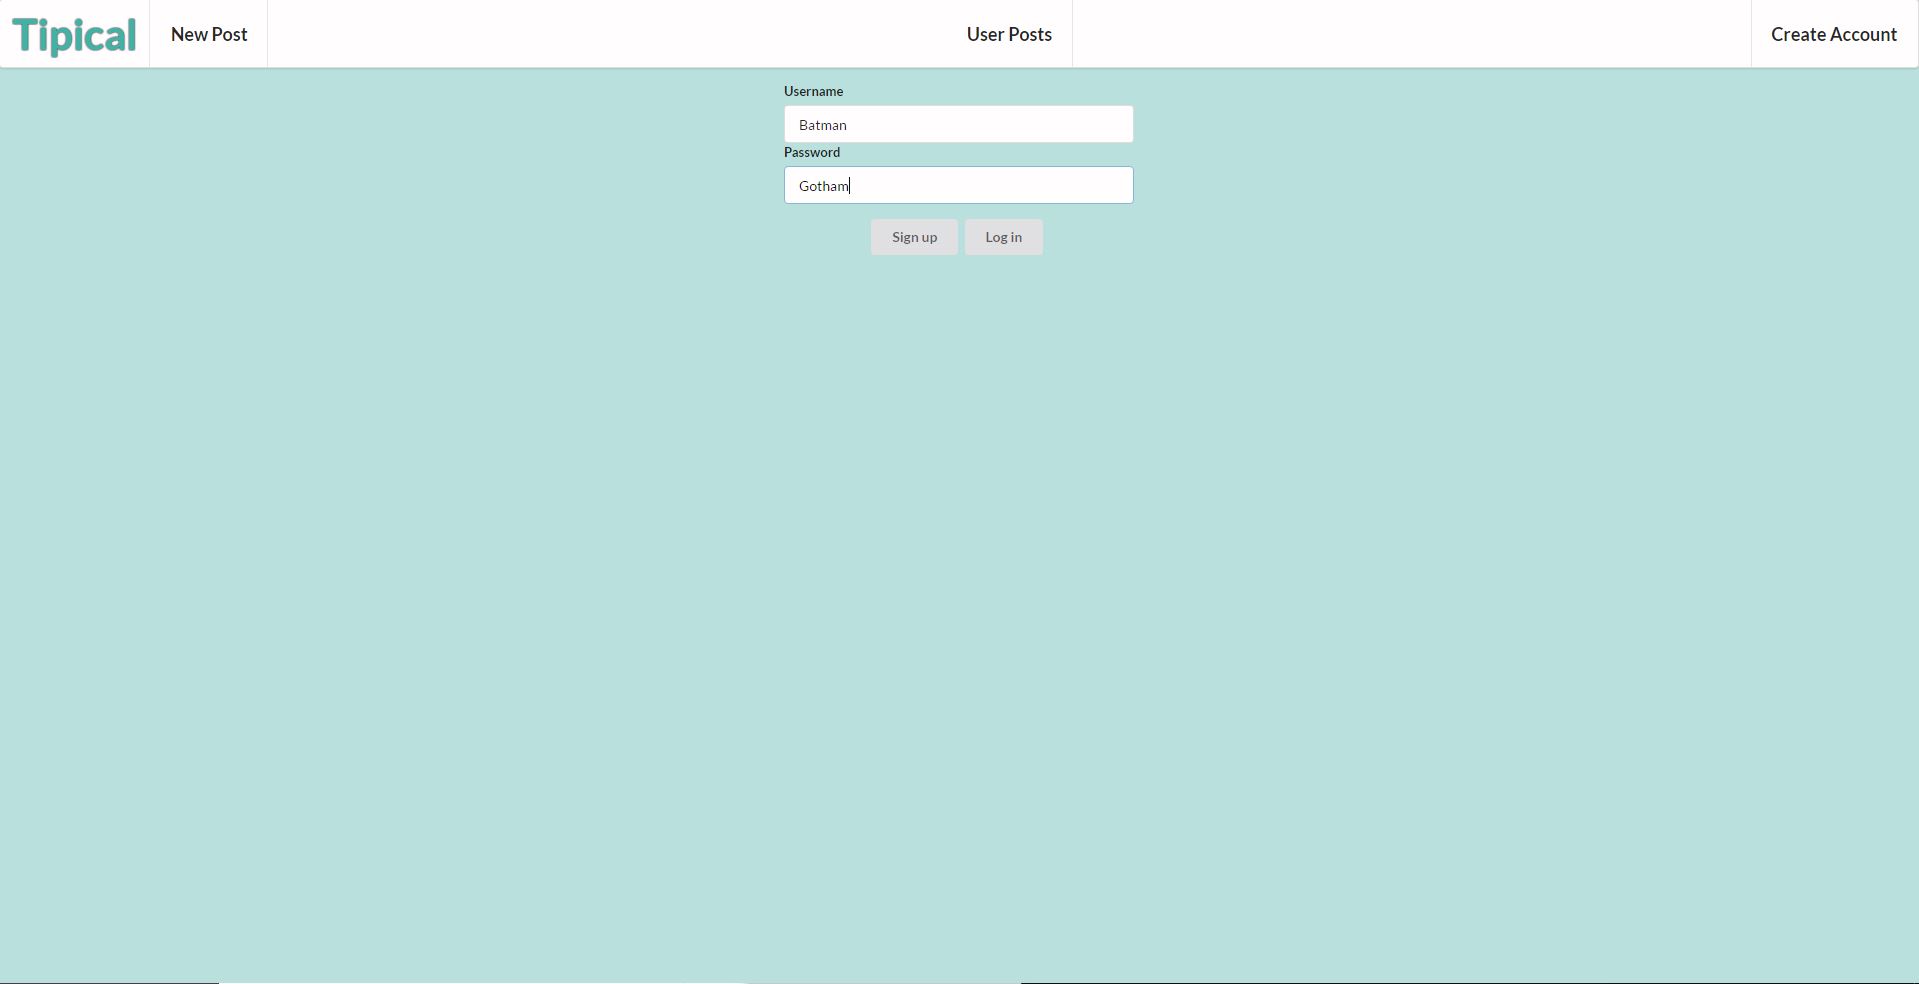 Tipical New Post User Posts Create Account
Username
Batman
Password
Gotham
Sign up Log in